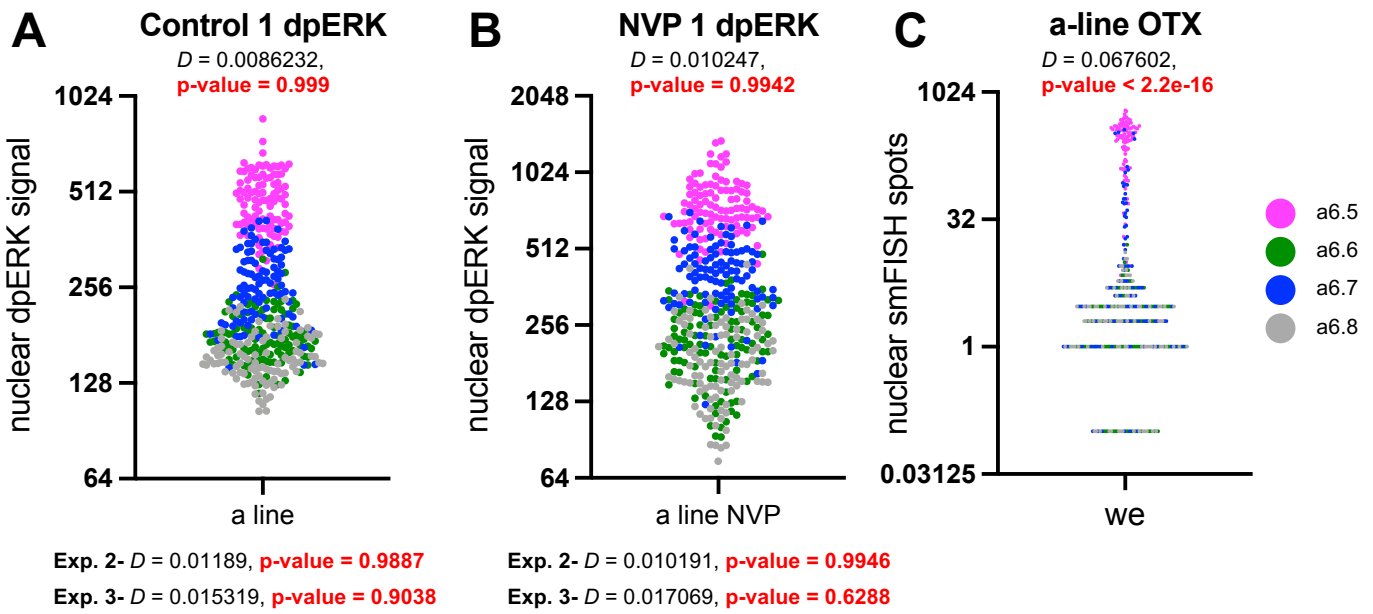 A
Control 1 dpERK
D = 0.0086232,
p-value = 0.999
nuclear dpERK signal
1024
512
256
128
64
a line
Exp. 2- D = 0.01189, p-value = 0.9887
Exp. 3- D = 0.015319, p-value = 0.9038
B
NVP 1 dpERK
D = 0.010247,
p-value = 0.9942
nuclear dpERK signal
2048
1024
512
256
128
64
a line NVP
Exp. 2- D = 0.010191, p-value = 0.9946
Exp. 3- D = 0.017069, p-value = 0.6288
C
a-line OTX
D = 0.067602,
p-value < 2.2e-16
nuclear smFISH spots
1024
32
1
0.03125
we
a6.5
a6.6
a6.7
a6.8